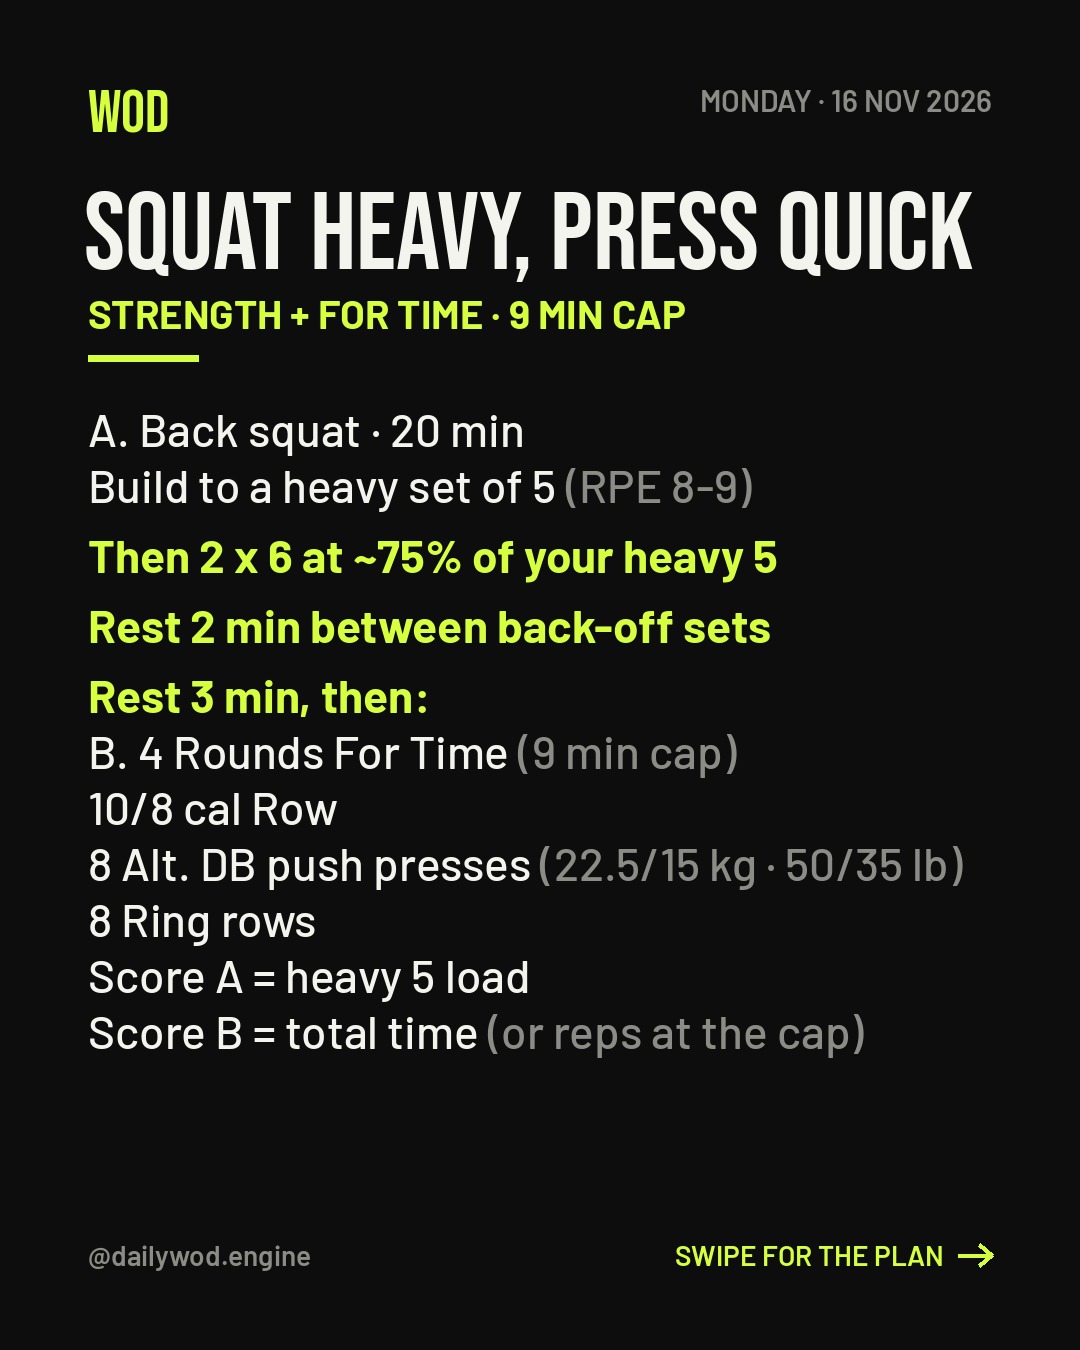 WOD
MONDAY · 16 NOV 2026
SQUAT HEAVY, PRESS QUICK
STRENGTH + FOR TIME · 9 MIN CAP
A. Back squat · 20 min
Build to a heavy set of 5 (RPE 8-9)
Then 2 x 6 at ~75% of your heavy 5
Rest 2 min between back-off sets
Rest 3 min, then:
B. 4 Rounds For Time (9 min cap)
10/8 cal Row
8 Alt. DB push presses (22.5/15 kg · 50/35 lb)
8 Ring rows
Score A = heavy 5 load
Score B = total time (or reps at the cap)
@dailywod.engine
SWIPE FOR THE PLAN →